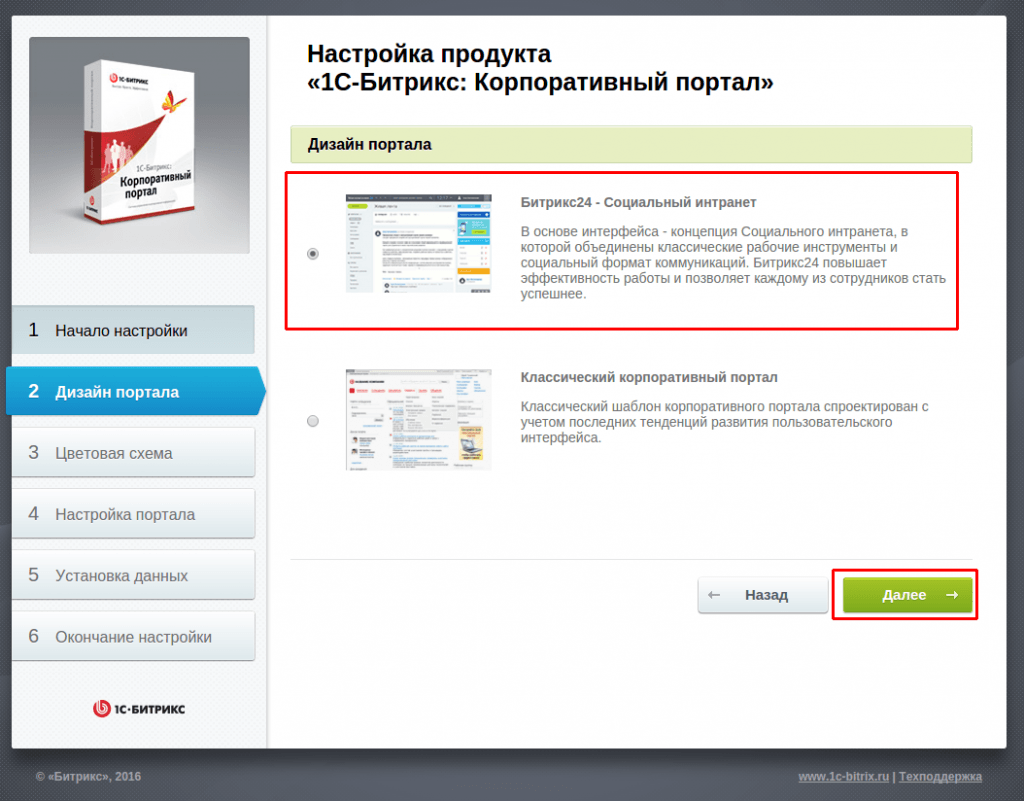 Настройка продукта
«1С-Битрикс: Корпоративный портал»
1С-БИТРИКС
1С-Битрикс:
Корпоративный
портал
Дизайн портала
Битрикс24 - Социальный интранет
В основе интерфейса - концепция Социального интранета, в
которой объединены классические рабочие инструменты и
социальный формат коммуникаций. Битрикс24 повышает
эффективность работы и позволяет каждому из сотрудников стать
успешнее.
Классический корпоративный портал
Классический шаблон корпоративного портала спроектирован с
учетом последних тенденций развития пользовательского
интерфейса.
1 Начало настройки
2 Дизайн портала
3 Цветовая схема
4 Настройка портала
5 Установка данных
6 Окончание настройки
← Назад
Далее →
1С-БИТРИКС
© «Битрикс», 2016
www.1c-bitrix.ru | Техподдержка